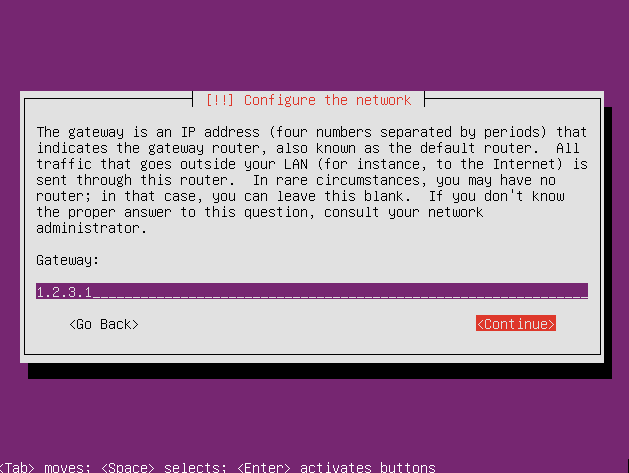 [!!] Configure the network
The gateway is an IP address (four numbers separated by periods) that
indicates the gateway router, also known as the default router.  All
traffic that goes outside your LAN (for instance, to the Internet) is
sent through this router.  In rare circumstances, you may have no
router; in that case, you can leave this blank.  If you don't know
the proper answer to this question, consult your network
administrator.
Gateway:
1.2.3.1
<Go Back> <Continue>
<Tab> moves; <Space> selects; <Enter> activates buttons